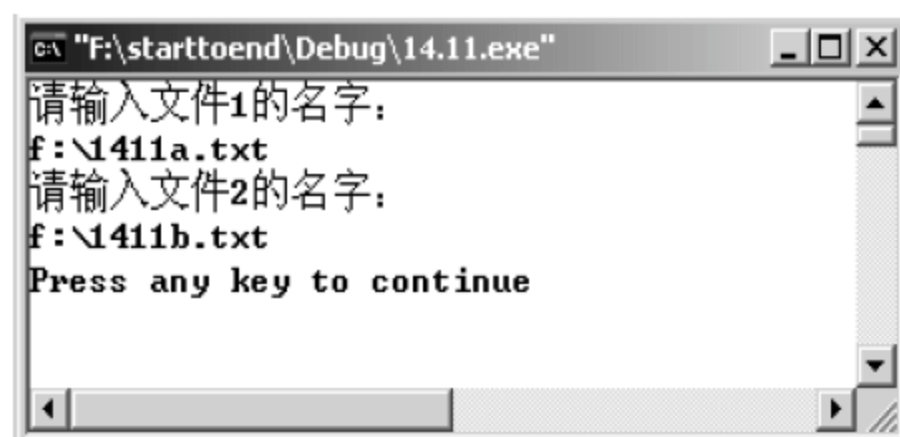 "F:\starttoend\Debug\14.11.exe"
请输入文件1的名字：
f:\1411a.txt
请输入文件2的名字：
f:\1411b.txt
Press any key to continue